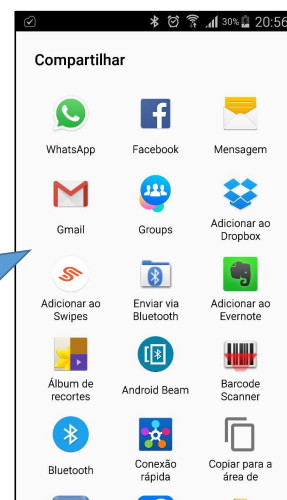 30% 20:56
Compartilhar
WhatsApp Facebook Mensagem
Gmail Groups Adicionar ao
Dropbox
Adicionar ao Enviar via Adicionar ao
Swipes Bluetooth Evernote
Álbum de Android Beam Barcode
recortes Scanner
Bluetooth Conexão Copiar para a
rápida área de